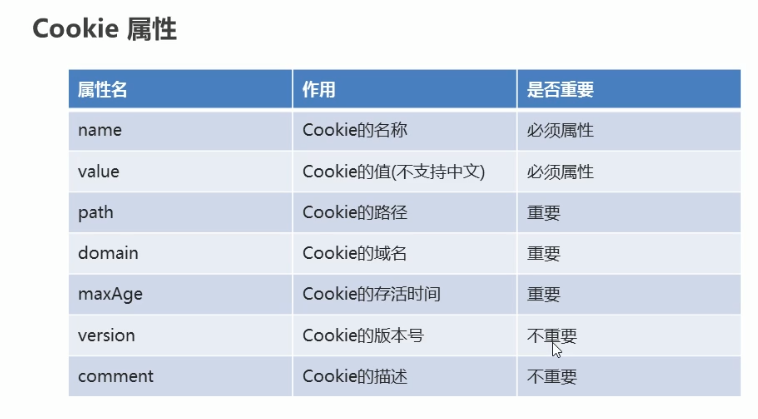 Cookie 属性
属性名 作用 是否重要
name Cookie的名称 必须属性
value Cookie的值(不支持中文) 必须属性
path Cookie的路径 重要
domain Cookie的域名 重要
maxAge Cookie的存活时间 重要
version Cookie的版本号 不重要
comment Cookie的描述 不重要